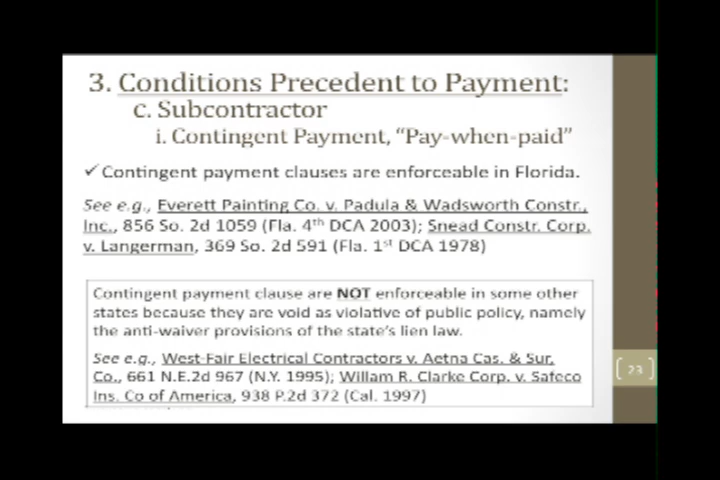 3. Conditions Precedent to Payment:
c. Subcontractor
i. Contingent Payment, “Pay-when-paid”
✓ Contingent payment clauses are enforceable in Florida.
See e.g., Everett Painting Co. v. Padula & Wadsworth Constr.,
Inc., 856 So. 2d 1059 (Fla. 4th DCA 2003); Snead Constr. Corp.
v. Langerman, 369 So. 2d 591 (Fla. 1st DCA 1978)
Contingent payment clause are NOT enforceable in some other
states because they are void as violative of public policy, namely
the anti-waiver provisions of the state’s lien law.
See e.g., West-Fair Electrical Contractors v. Aetna Cas. & Sur.
Co., 661 N.E.2d 967 (N.Y. 1995); Willam R. Clarke Corp. v. Safeco
Ins. Co of America, 938 P.2d 372 (Cal. 1997)
23